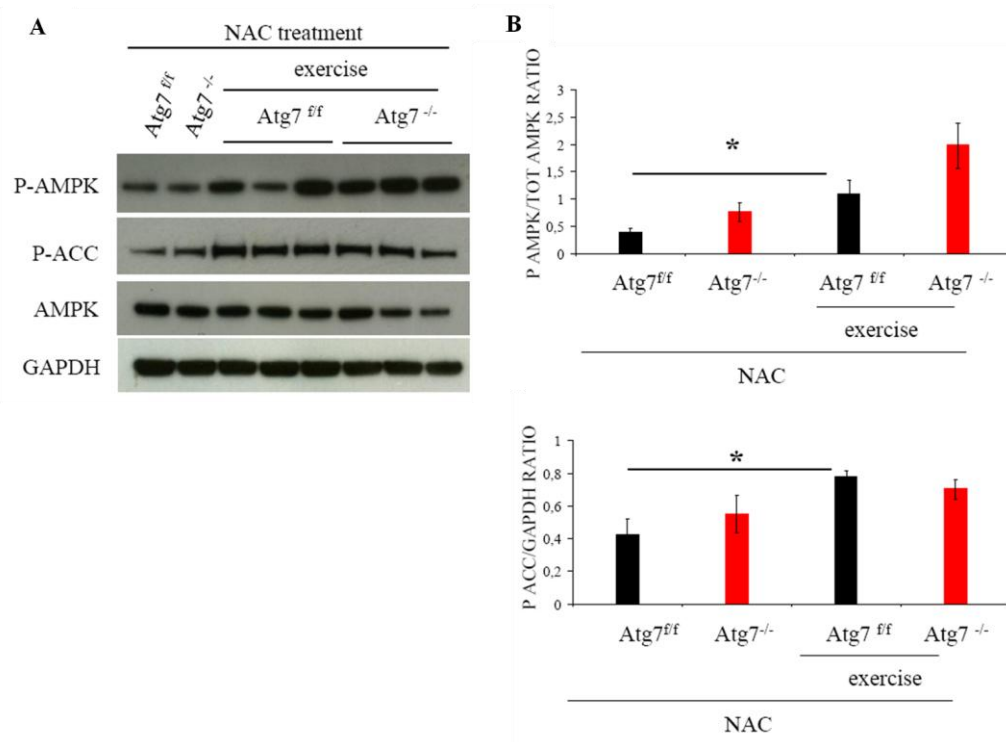 A
NAC treatment
exercise
Atg7 f/f
Atg7 -/-
Atg7 f/f
Atg7 -/-
P-AMPK
P-ACC
AMPK
GAPDH
B
P AMPK/TOT AMPK RATIO
3
2,5
2
1,5
1
0,5
0
*
Atg7f/f
Atg7-/-
Atg7 f/f
Atg7 -/-
exercise
NAC
P ACC/GAPDH RATIO
1
0,8
0,6
0,4
0,2
0
*
Atg7f/f
Atg7-/-
Atg7 f/f
Atg7 -/-
exercise
NAC